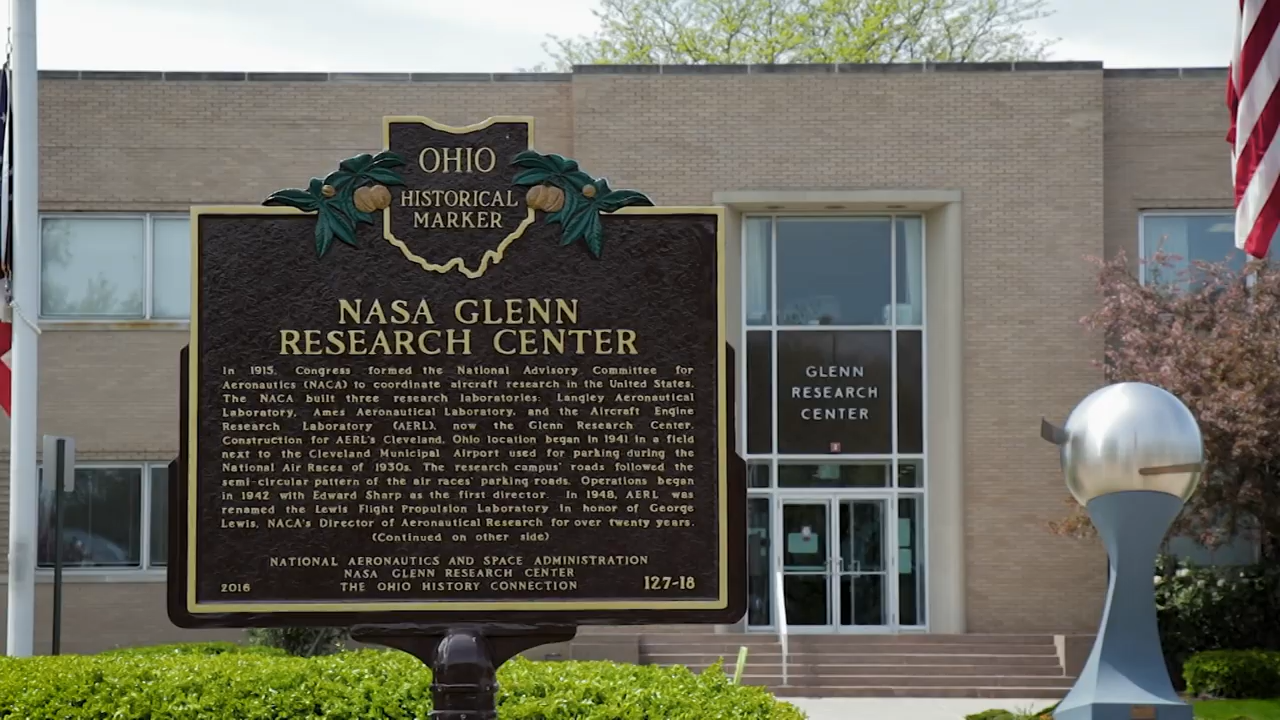 OHIO
HISTORICAL
MARKER
NASA GLENN
RESEARCH CENTER
In 1915, Congress formed the National Advisory Committee for
Aeronautics (NACA) to coordinate aircraft research in the United States.
The NACA built three research laboratories: Langley Aeronautical
Laboratory, Ames Aeronautical Laboratory, and the Aircraft Engine
Research Laboratory (AERL), now the Glenn Research Center.
Construction for AERL's Cleveland, Ohio location began in 1941 in a field
next to the Cleveland Municipal Airport used for parking during the
National Air Races of 1930s. The research campus' roads followed the
semi-circular pattern of the air races' parking roads. Operations began
in 1942 with Edward Sharp as the first director. In 1948, AERL was
renamed the Lewis Flight Propulsion Laboratory in honor of George
Lewis, NACA's Director of Aeronautical Research for over twenty years.
(Continued on other side)
NATIONAL AERONAUTICS AND SPACE ADMINISTRATION
NASA GLENN RESEARCH CENTER
2016 THE OHIO HISTORY CONNECTION 127-18
GLENN
RESEARCH
CENTER